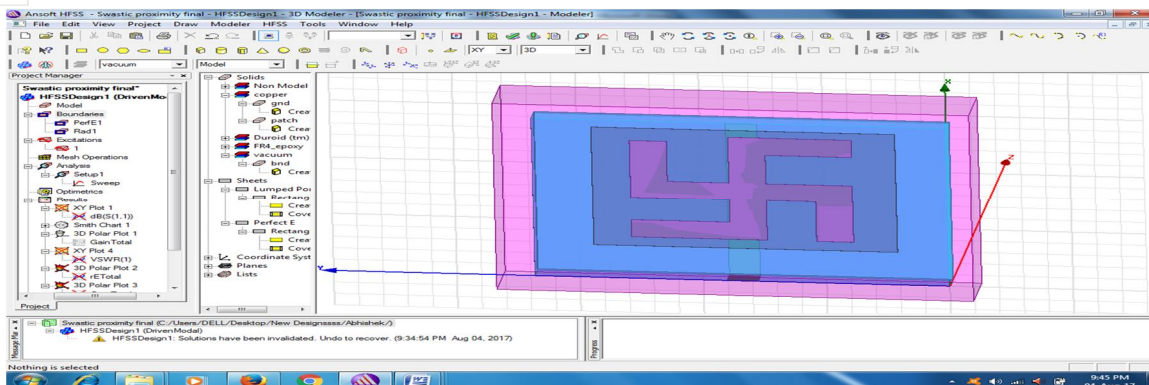 Ansoft HFSS - Swastic proximity final - HFSSDesign1 - 3D Modeler - [Swastic proximity final - HFSSDesign1 - Modeler]
File Edit View Project Draw Modeler HFSS Tools Window Help
XY 3D
vacuum Model
Project Manager
Swastic proximity final*
HFSSDesign1 (DrivenMo
Model
Boundaries
PerfE1
Rad1
Excitations
1
Mesh Operations
Analysis
Setup1
Sweep
Optimetrics
Results
XY Plot 1
dB(S(1,1))
Smith Chart 1
3D Polar Plot 1
GainTotal
XY Plot 4
VSWR(1)
3D Polar Plot 2
rETotal
3D Polar Plot 3
Project
Solids
Non Model
copper
gnd
Crea
patch
Crea
Duroid (tm)
FR4_epoxy
vacuum
bnd
Crea
Sheets
Lumped Por
Rectang
Crea
Cove
Perfect E
Rectang
Crea
Cove
Coordinate Syst
Planes
Lists
X
Z
Y
Swastic proximity final (C:/Users/DELL/Desktop/New Designssss/Abhishek/)
HFSSDesign1 (DrivenModal)
HFSSDesign1: Solutions have been invalidated. Undo to recover. (9:34:54 PM Aug 04, 2017)
Message Ma
Progress
Nothing is selected
9:45 PM